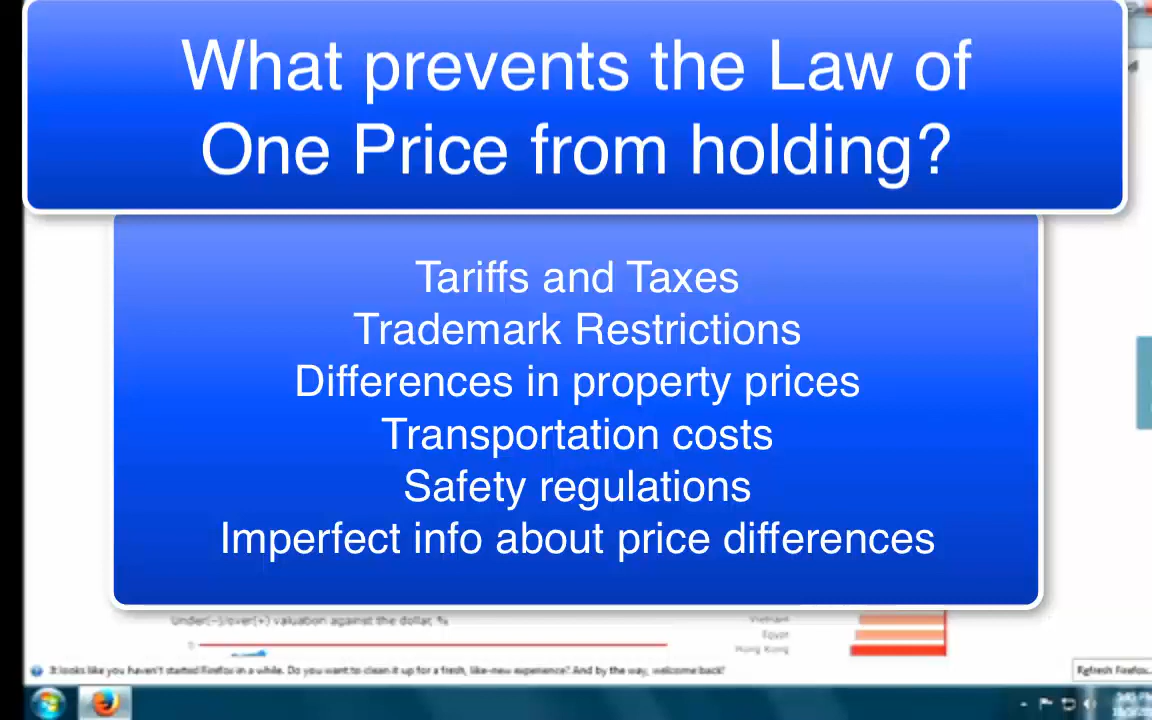 What prevents the Law of
One Price from holding?
Tariffs and Taxes
Trademark Restrictions
Differences in property prices
Transportation costs
Safety regulations
Imperfect info about price differences
Under(-)/over(+) valuation against the dollar, %
Vietnam
0
Egypt
Hong Kong
It looks like you haven't started Firefox in a while. Do you want to clean it up for a fresh, like-new experience? And by the way, welcome back!
Refresh Firefox...